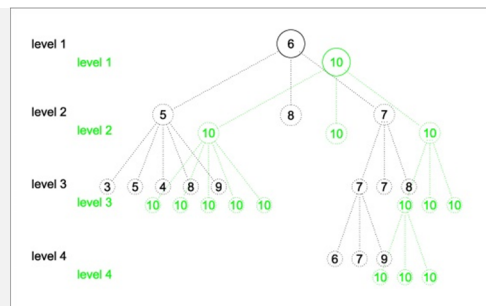 level 1 6
level 1 10
level 2 5 8 7
level 2 10 10 10
level 3 3 5 4 8 9 7 7 8
level 3 10 10 10 10 10 10 10 10
level 4 6 7 9
level 4 10 10 10